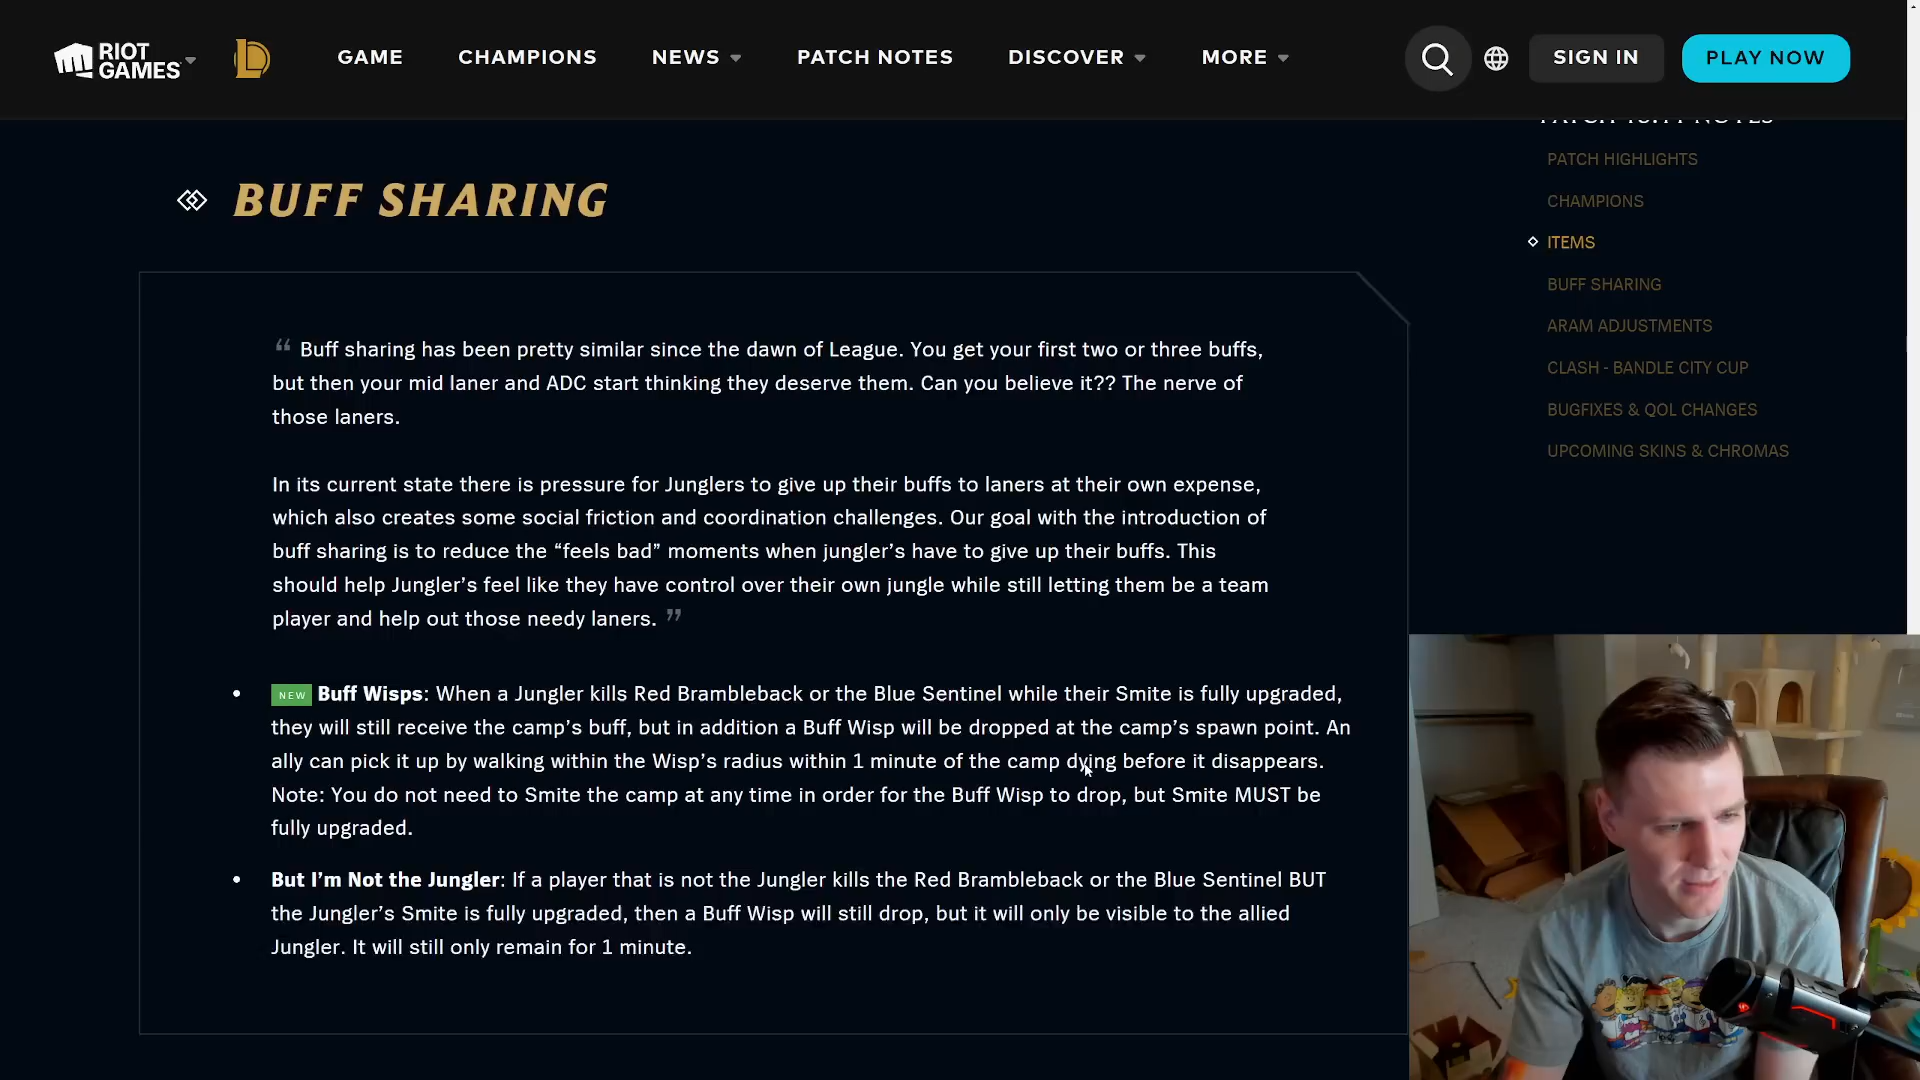 RIOT GAMES
GAME
CHAMPIONS
NEWS
PATCH NOTES
DISCOVER
MORE
SIGN IN
PLAY NOW
BUFF SHARING
“ Buff sharing has been pretty similar since the dawn of League. You get your first two or three buffs,
but then your mid laner and ADC start thinking they deserve them. Can you believe it?? The nerve of
those laners.
In its current state there is pressure for Junglers to give up their buffs to laners at their own expense,
which also creates some social friction and coordination challenges. Our goal with the introduction of
buff sharing is to reduce the “feels bad” moments when jungler’s have to give up their buffs. This
should help Jungler’s feel like they have control over their own jungle while still letting them be a team
player and help out those needy laners. ”
• NEW Buff Wisps: When a Jungler kills Red Brambleback or the Blue Sentinel while their Smite is fully upgraded,
they will still receive the camp’s buff, but in addition a Buff Wisp will be dropped at the camp’s spawn point. An
ally can pick it up by walking within the Wisp’s radius within 1 minute of the camp dying before it disappears.
Note: You do not need to Smite the camp at any time in order for the Buff Wisp to drop, but Smite MUST be
fully upgraded.
• But I’m Not the Jungler: If a player that is not the Jungler kills the Red Brambleback or the Blue Sentinel BUT
the Jungler’s Smite is fully upgraded, then a Buff Wisp will still drop, but it will only be visible to the allied
Jungler. It will still only remain for 1 minute.
NOTES
PATCH HIGHLIGHTS
CHAMPIONS
ITEMS
BUFF SHARING
ARAM ADJUSTMENTS
CLASH - BANDLE CITY CUP
BUGFIXES & QOL CHANGES
UPCOMING SKINS & CHROMAS